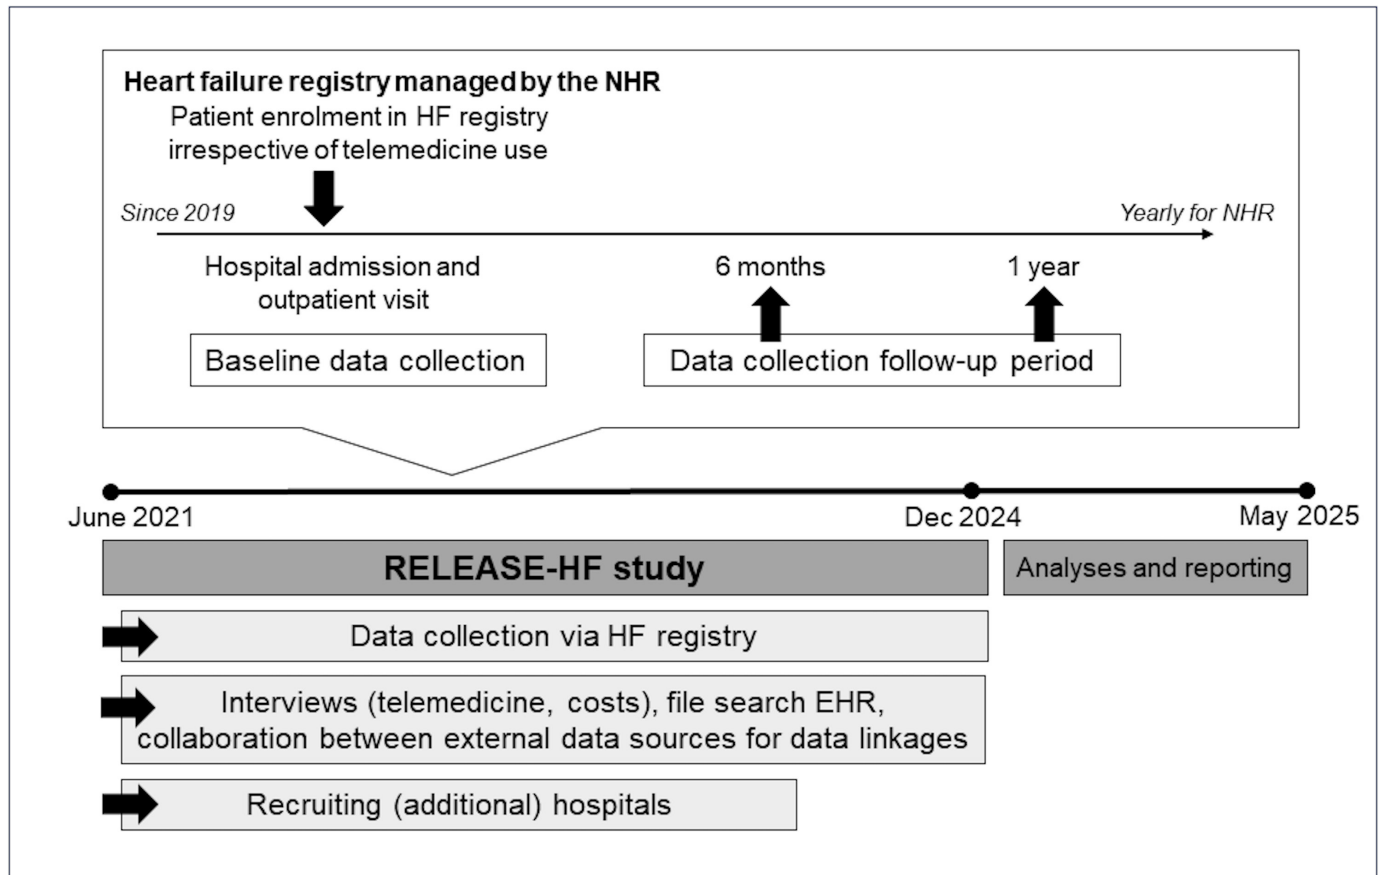 Heart failure registry managed by the NHR
Patient enrolment in HF registry
irrespective of telemedicine use
Since 2019
Yearly for NHR
Hospital admission and
outpatient visit
6 months
1 year
Baseline data collection
Data collection follow-up period
June 2021
Dec 2024
May 2025
RELEASE-HF study
Analyses and reporting
Data collection via HF registry
Interviews (telemedicine, costs), file search EHR,
collaboration between external data sources for data linkages
Recruiting (additional) hospitals